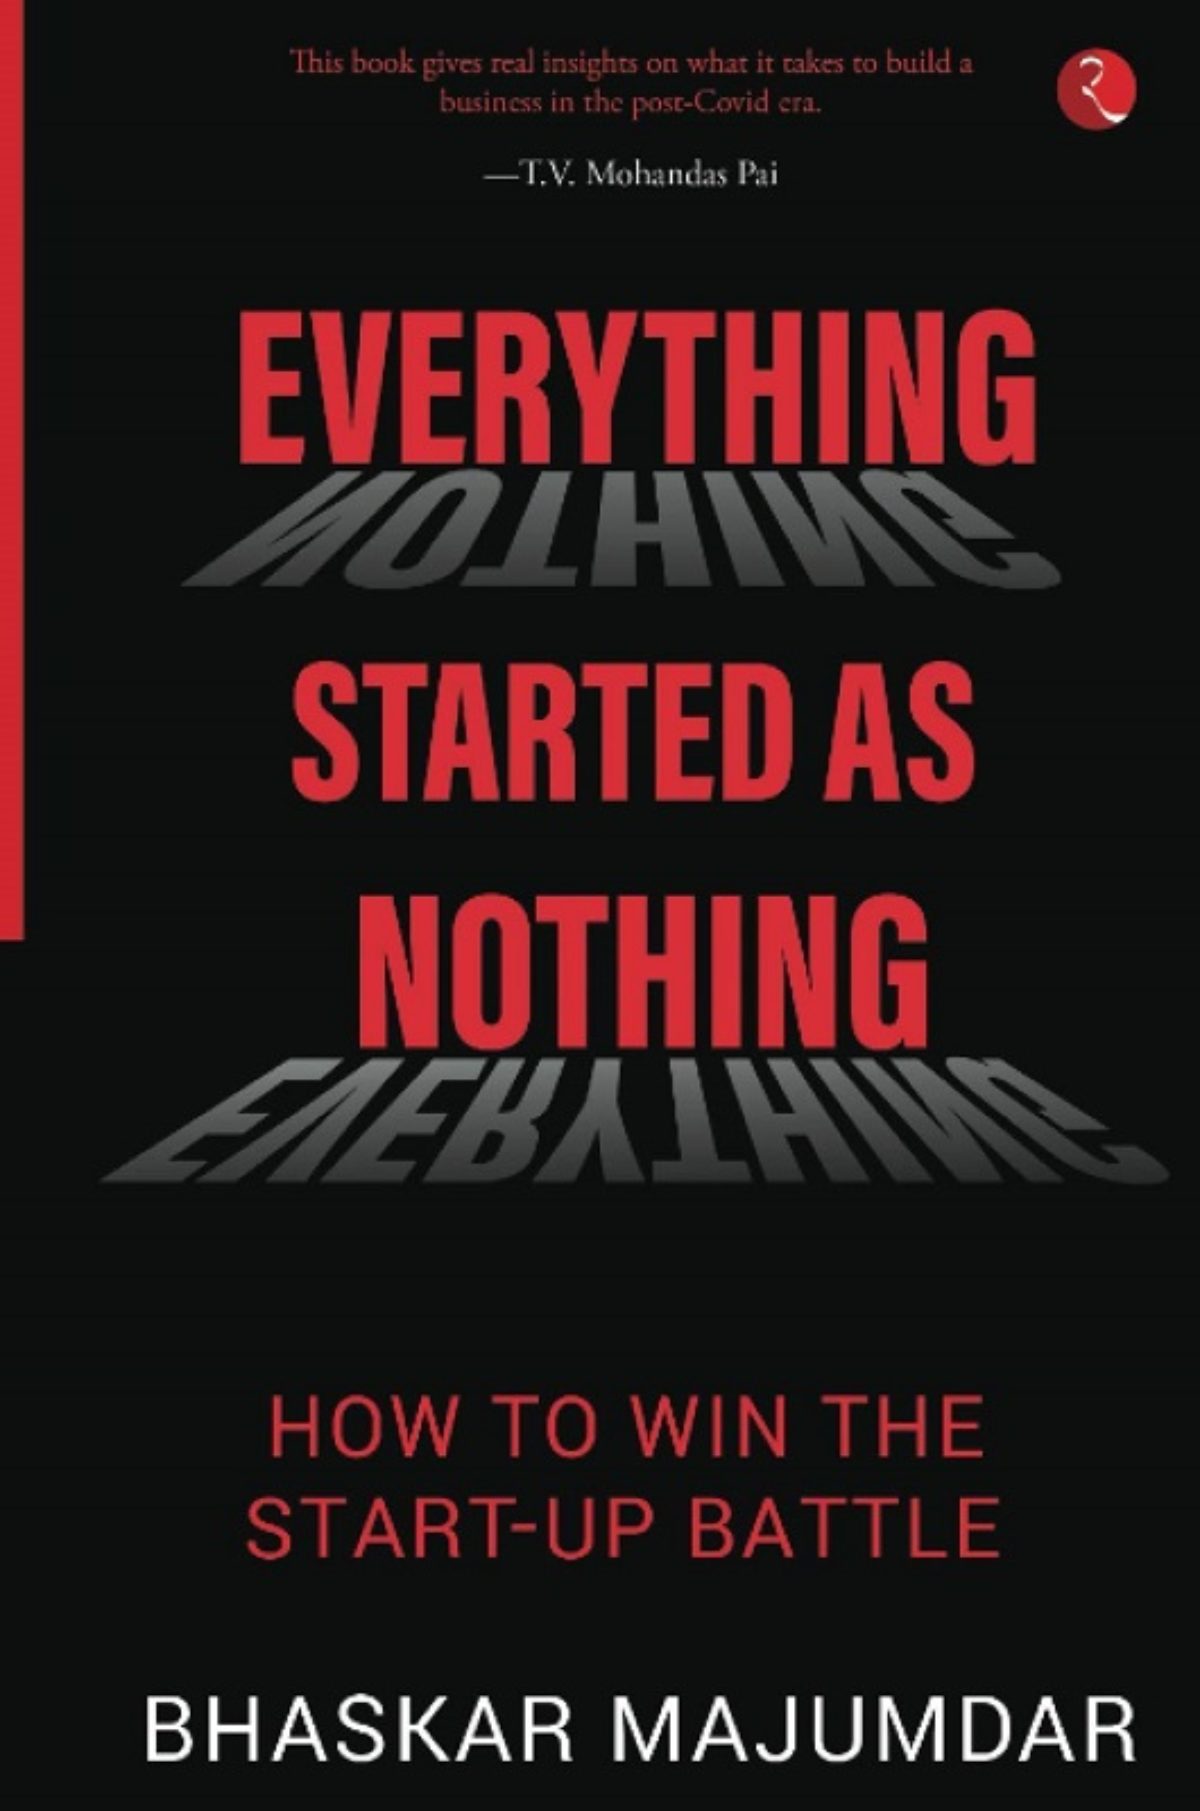 This book gives real insights on what it takes to build a
business in the post-Covid era.
—T.V. Mohandas Pai
EVERYTHING
NOTHING
STARTED AS
NOTHING
EVERYTHING
HOW TO WIN THE
START-UP BATTLE
BHASKAR MAJUMDAR